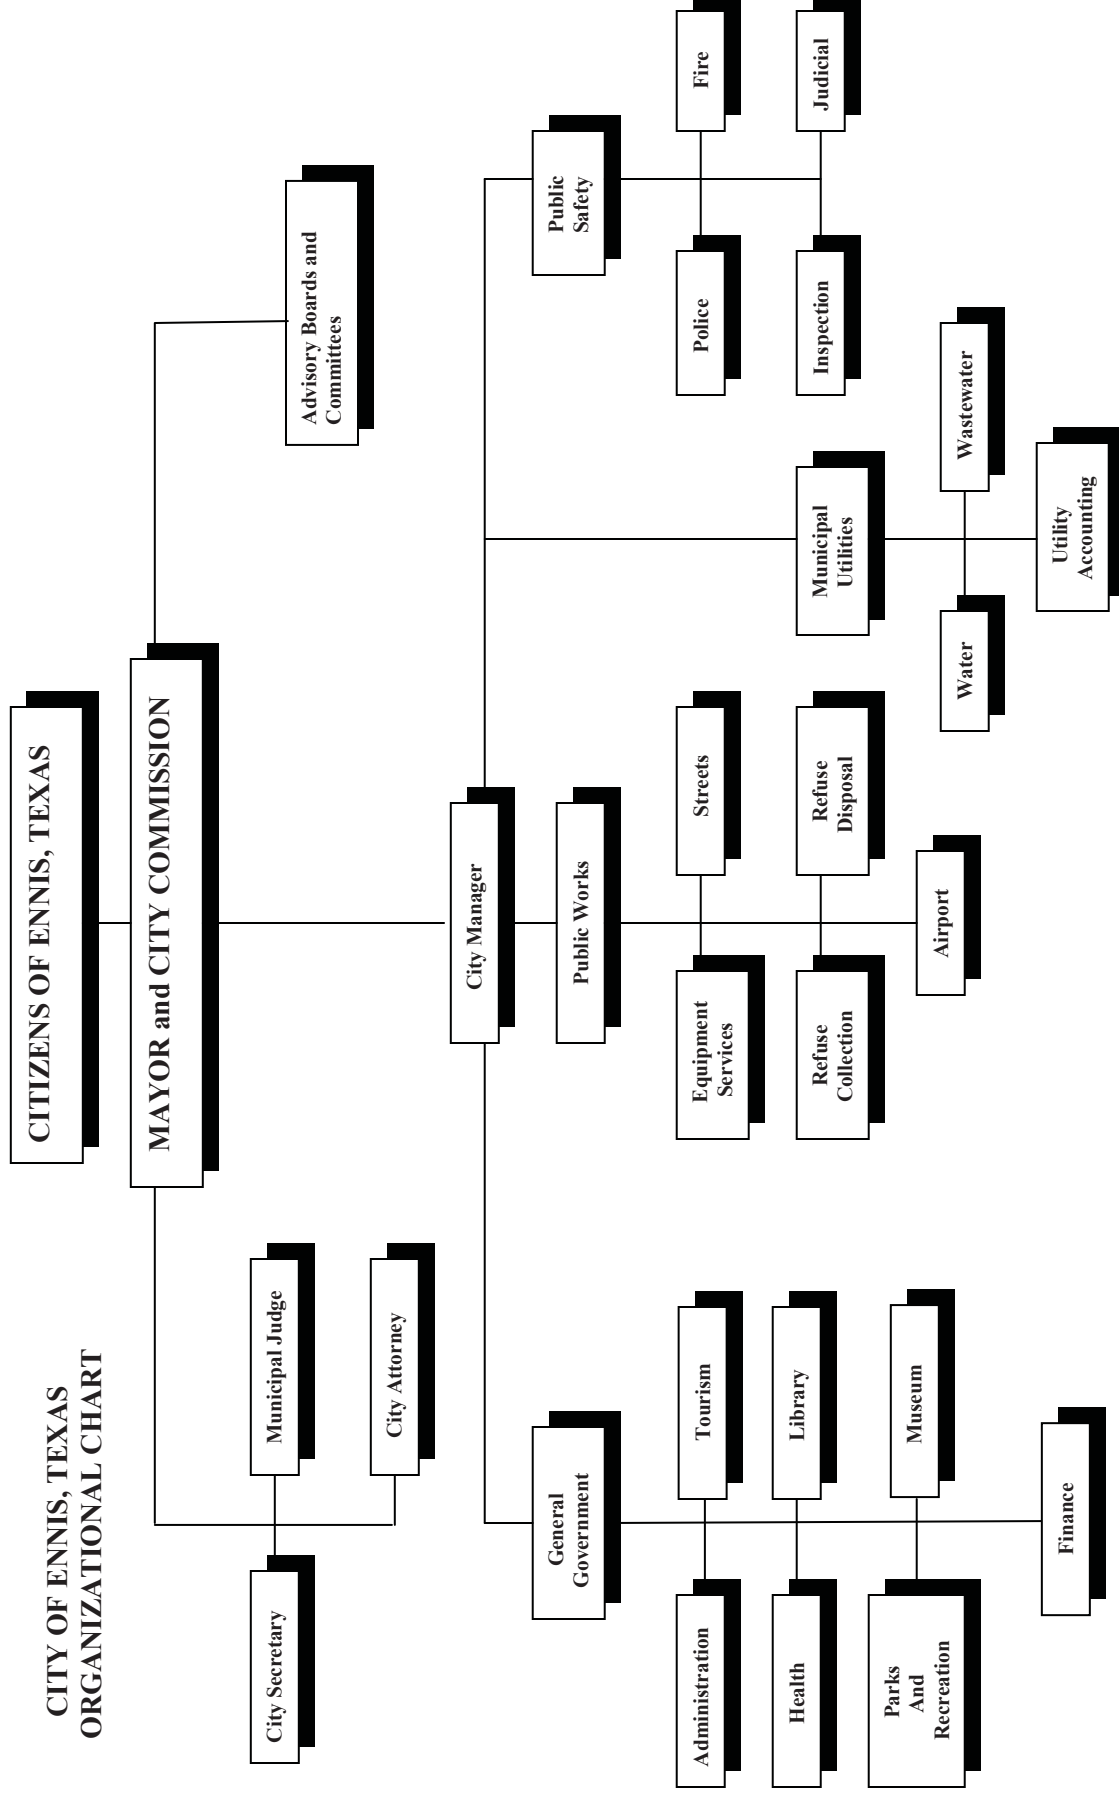 CITY OF ENNIS, TEXAS
ORGANIZATIONAL CHART
CITIZENS OF ENNIS, TEXAS
MAYOR and CITY COMMISSION
City Secretary
Municipal Judge
City Attorney
Advisory Boards and
Committees
City Manager
General
Government
Administration
Tourism
Health
Library
Parks
And
Recreation
Museum
Finance
Public Works
Equipment
Services
Streets
Refuse
Collection
Refuse
Disposal
Airport
Municipal
Utilities
Water
Wastewater
Utility
Accounting
Public
Safety
Police
Fire
Inspection
Judicial